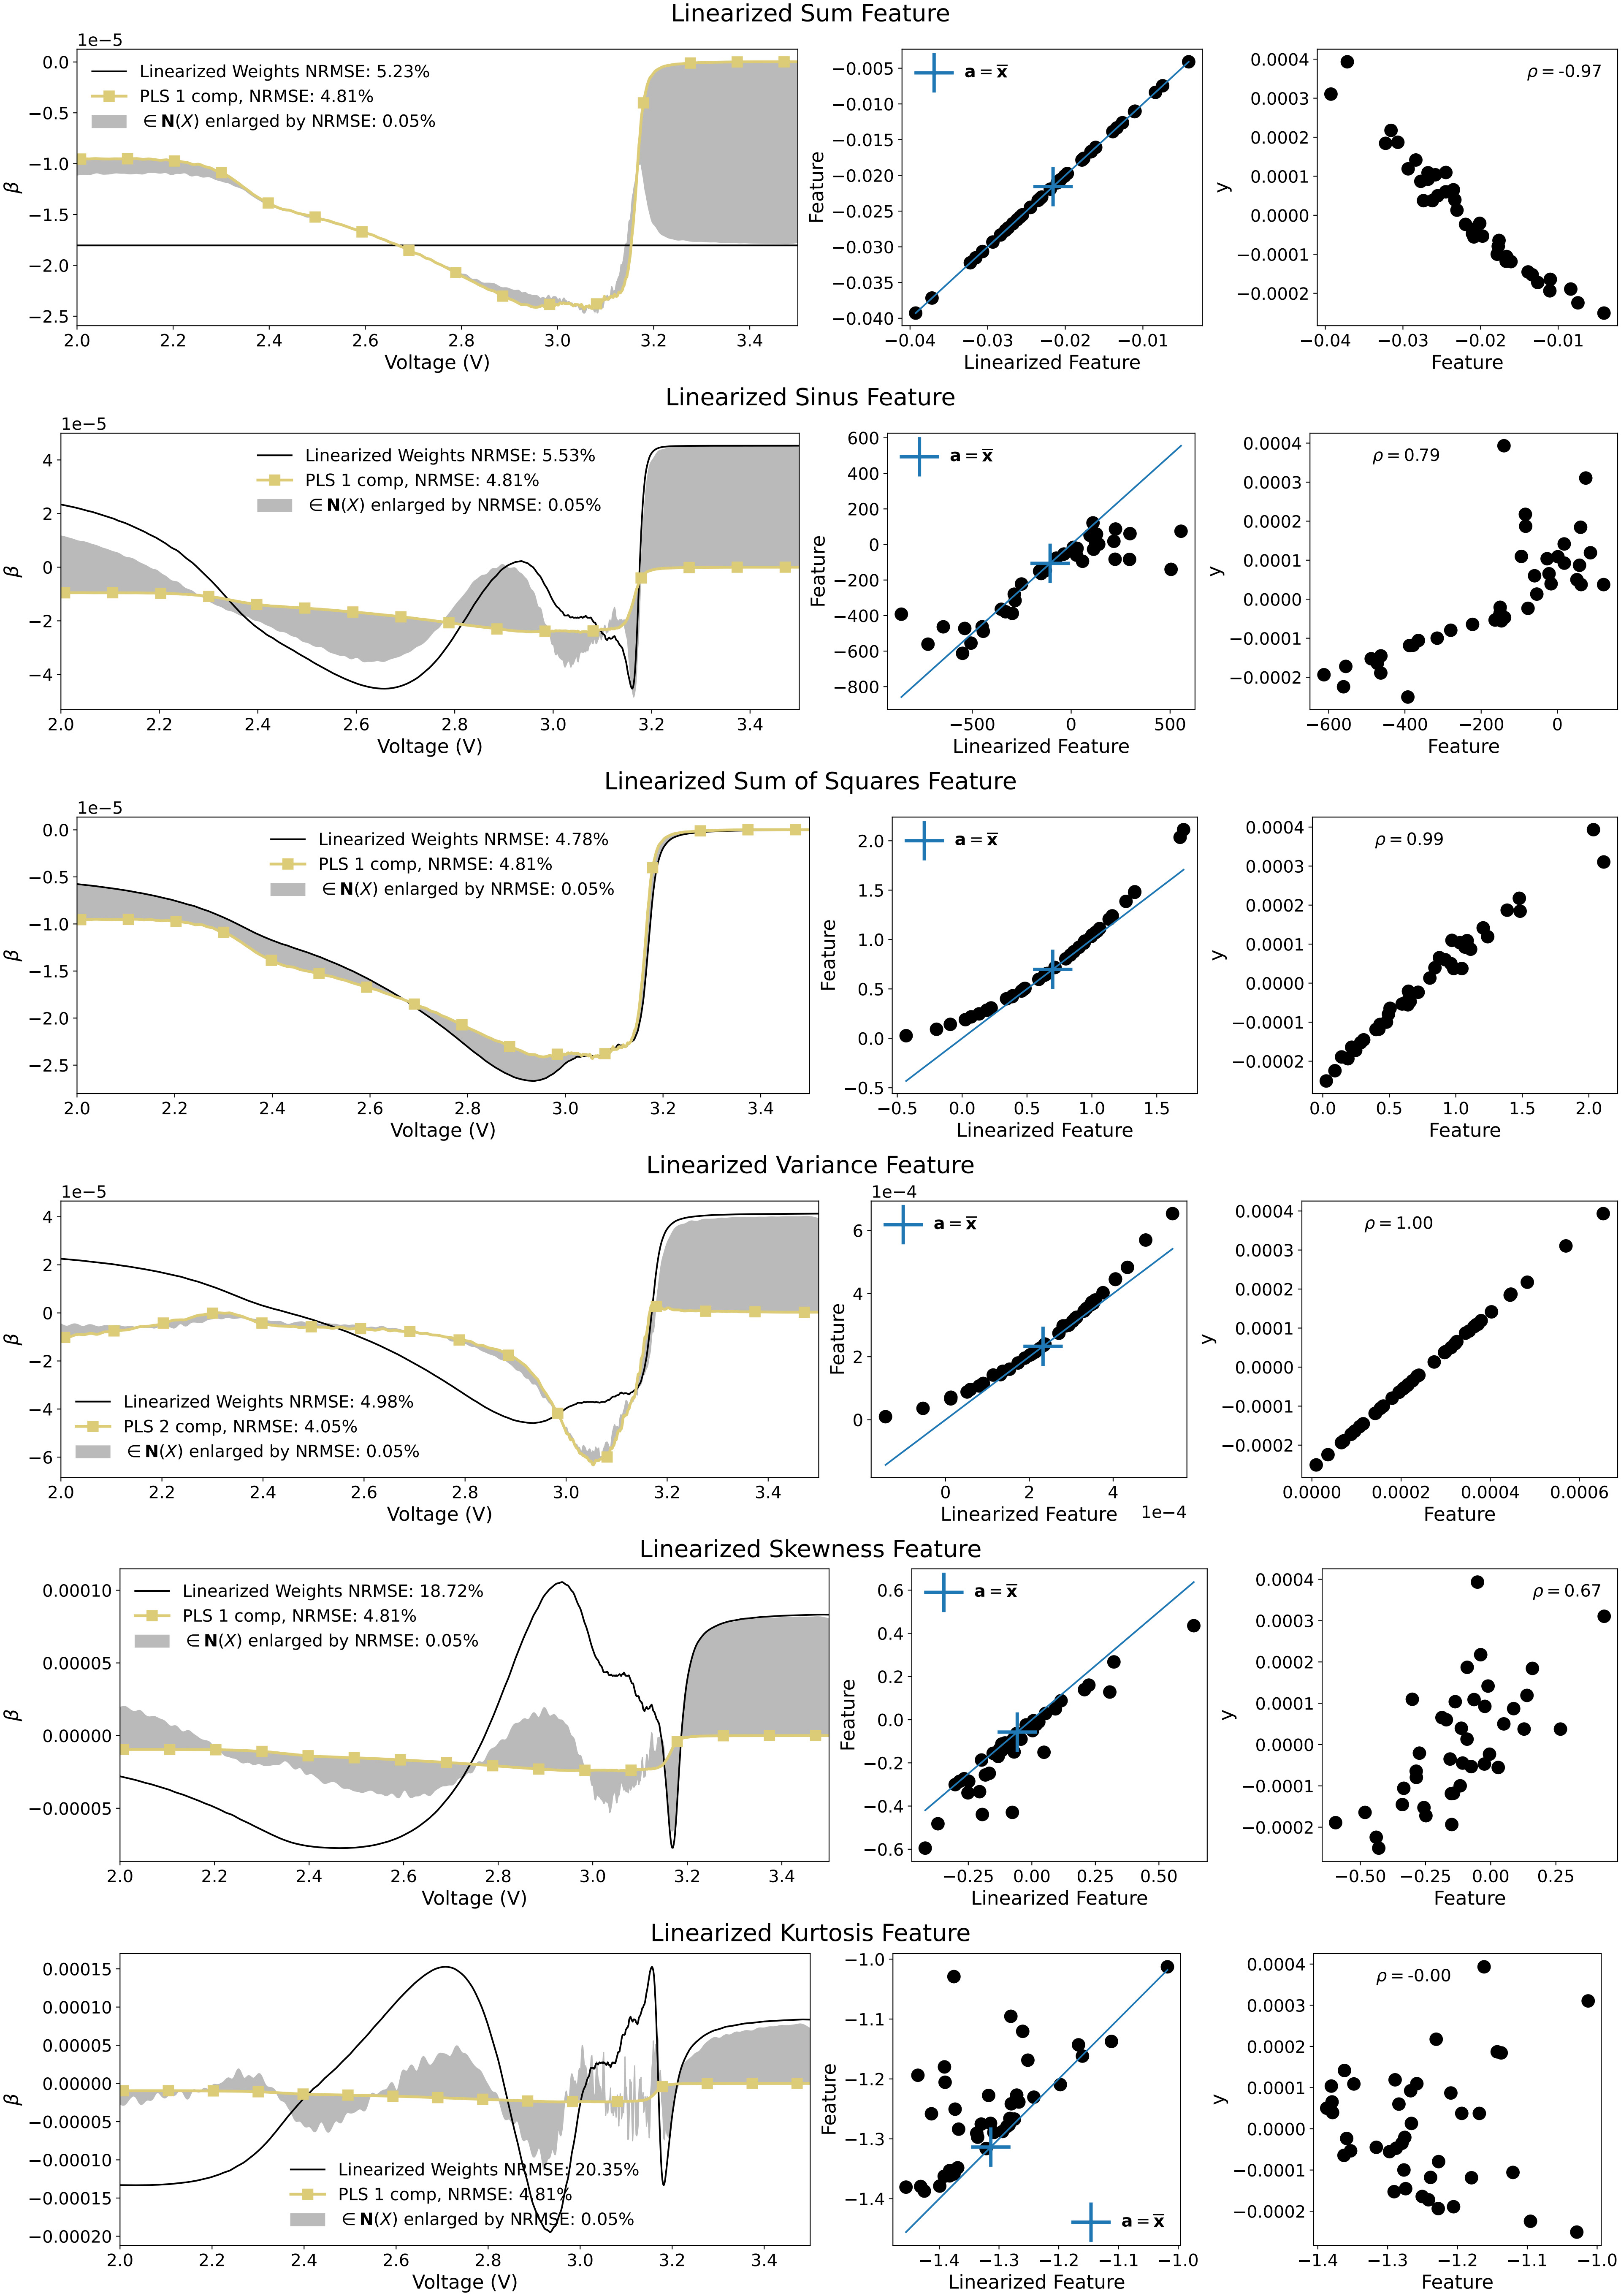 Linearized Sum Feature
1e−5
Linearized Weights NRMSE: 5.23%
PLS 1 comp, NRMSE: 4.81%
∈ N(X) enlarged by NRMSE: 0.05%
0.0
−0.5
−1.0
−1.5
−2.0
−2.5
β
2.0 2.2 2.4 2.6 2.8 3.0 3.2 3.4
Voltage (V)
a = x̅
−0.005
−0.010
−0.015
−0.020
−0.025
−0.030
−0.035
−0.040
Feature
−0.04 −0.03 −0.02 −0.01
Linearized Feature
ρ = -0.97
0.0004
0.0003
0.0002
0.0001
0.0000
−0.0001
−0.0002
y
−0.04 −0.03 −0.02 −0.01
Feature
Linearized Sinus Feature
1e−5
Linearized Weights NRMSE: 5.53%
PLS 1 comp, NRMSE: 4.81%
∈ N(X) enlarged by NRMSE: 0.05%
4
2
0
−2
−4
β
2.0 2.2 2.4 2.6 2.8 3.0 3.2 3.4
Voltage (V)
a = x̅
600
400
200
0
−200
−400
−600
−800
Feature
−500 0 500
Linearized Feature
ρ = 0.79
0.0004
0.0003
0.0002
0.0001
0.0000
−0.0001
−0.0002
y
−600 −400 −200 0
Feature
Linearized Sum of Squares Feature
1e−5
Linearized Weights NRMSE: 4.78%
PLS 1 comp, NRMSE: 4.81%
∈ N(X) enlarged by NRMSE: 0.05%
0.0
−0.5
−1.0
−1.5
−2.0
−2.5
β
2.0 2.2 2.4 2.6 2.8 3.0 3.2 3.4
Voltage (V)
a = x̅
2.0
1.5
1.0
0.5
0.0
−0.5
Feature
−0.5 0.0 0.5 1.0 1.5
Linearized Feature
ρ = 0.99
0.0004
0.0003
0.0002
0.0001
0.0000
−0.0001
−0.0002
y
0.0 0.5 1.0 1.5 2.0
Feature
Linearized Variance Feature
1e−5
4
2
0
−2
−4
−6
β
Linearized Weights NRMSE: 4.98%
PLS 2 comp, NRMSE: 4.05%
∈ N(X) enlarged by NRMSE: 0.05%
2.0 2.2 2.4 2.6 2.8 3.0 3.2 3.4
Voltage (V)
1e−4
a = x̅
6
4
2
0
Feature
0 2 4
Linearized Feature 1e−4
ρ = 1.00
0.0004
0.0003
0.0002
0.0001
0.0000
−0.0001
−0.0002
y
0.0000 0.0002 0.0004 0.0006
Feature
Linearized Skewness Feature
Linearized Weights NRMSE: 18.72%
PLS 1 comp, NRMSE: 4.81%
∈ N(X) enlarged by NRMSE: 0.05%
0.00010
0.00005
0.00000
−0.00005
β
2.0 2.2 2.4 2.6 2.8 3.0 3.2 3.4
Voltage (V)
a = x̅
0.6
0.4
0.2
0.0
−0.2
−0.4
−0.6
Feature
−0.25 0.00 0.25 0.50
Linearized Feature
ρ = 0.67
0.0004
0.0003
0.0002
0.0001
0.0000
−0.0001
−0.0002
y
−0.50 −0.25 0.00 0.25
Feature
Linearized Kurtosis Feature
0.00015
0.00010
0.00005
0.00000
−0.00005
−0.00010
−0.00015
−0.00020
β
Linearized Weights NRMSE: 20.35%
PLS 1 comp, NRMSE: 4.81%
∈ N(X) enlarged by NRMSE: 0.05%
2.0 2.2 2.4 2.6 2.8 3.0 3.2 3.4
Voltage (V)
−1.0
−1.1
−1.2
−1.3
−1.4
Feature
a = x̅
−1.4 −1.3 −1.2 −1.1 −1.0
Linearized Feature
ρ = -0.00
0.0004
0.0003
0.0002
0.0001
0.0000
−0.0001
−0.0002
y
−1.4 −1.3 −1.2 −1.1 −1.0
Feature